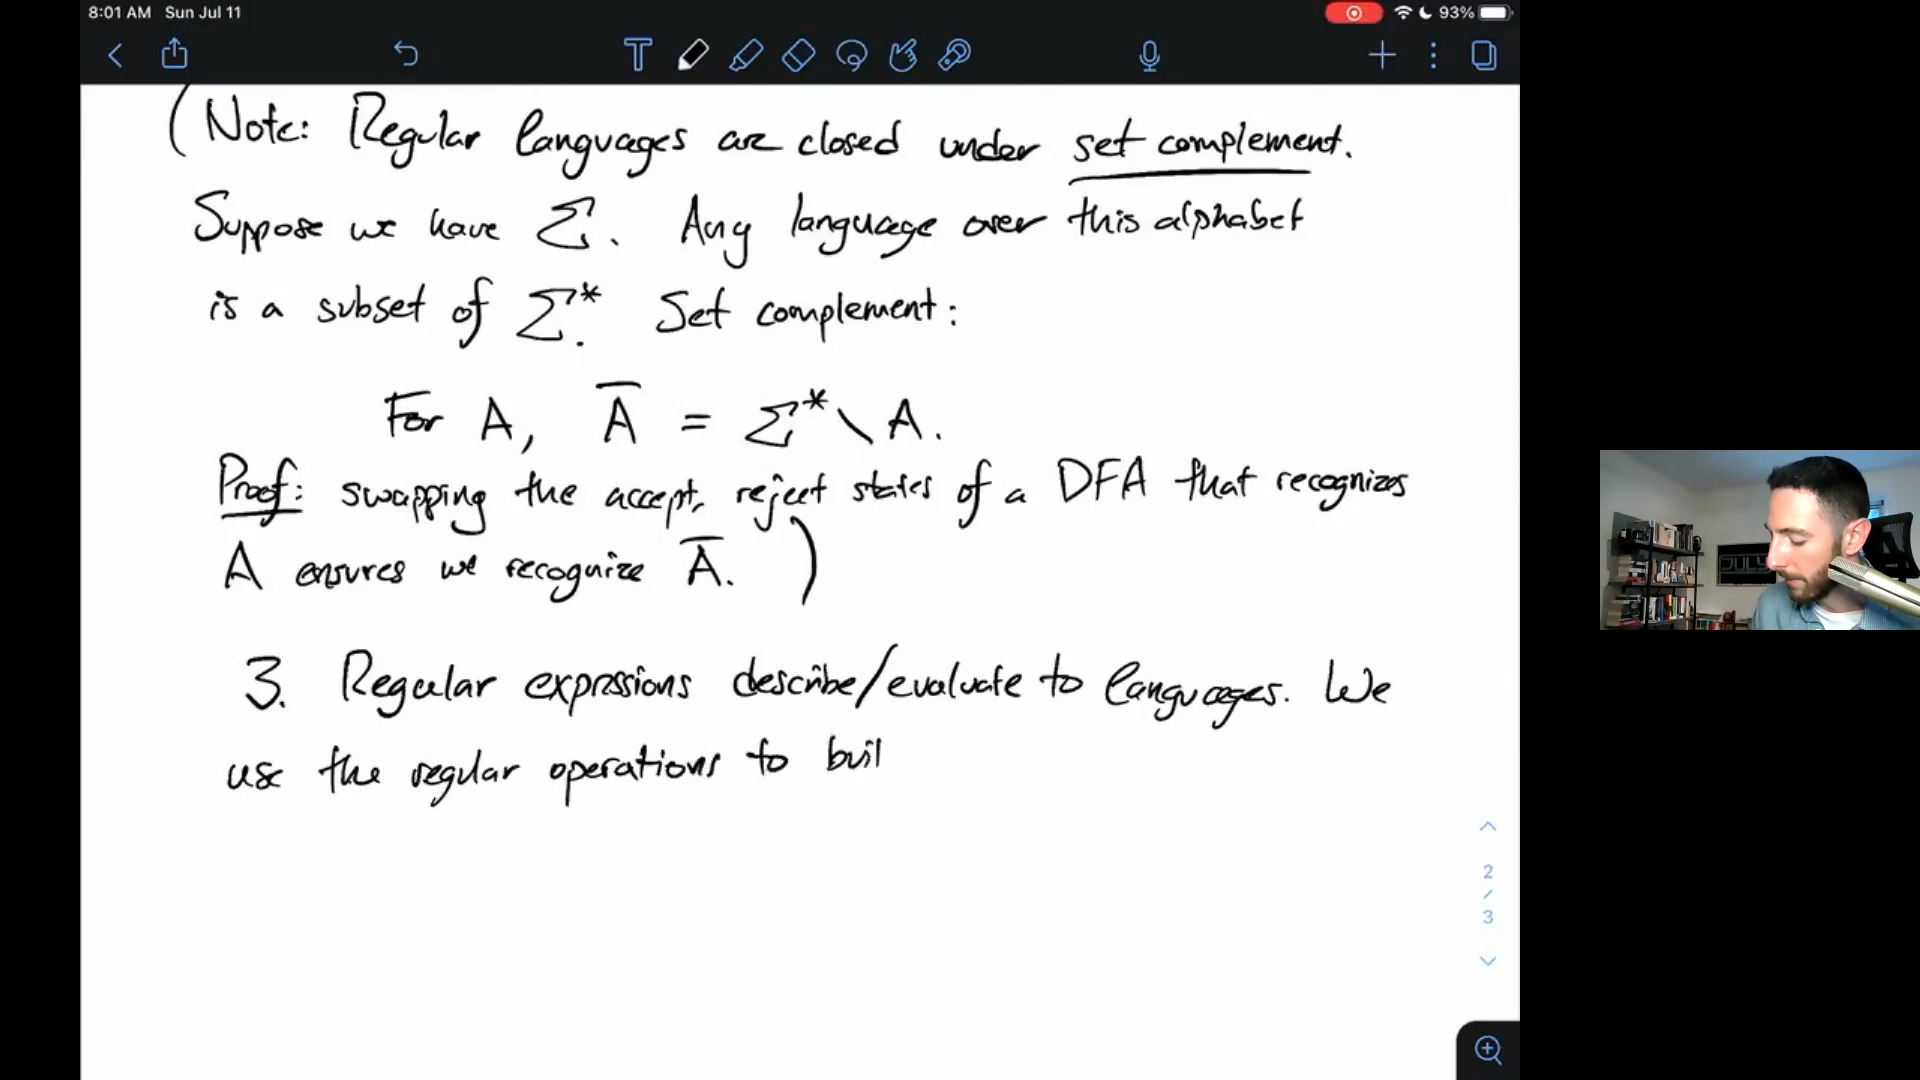 8:01 AM Sun Jul 11
93%
(Note: Regular languages are closed under set complement.
Suppose we have Σ. Any language over this alphabet
is a subset of Σ*. Set complement:
For A, A̅ = Σ* \ A.
Proof: swapping the accept, reject states of a DFA that recognizes
A ensures we recognize A̅. )
3. Regular expressions describe/evaluate to languages. We
use the regular operations to buil
2
/
3
JULY